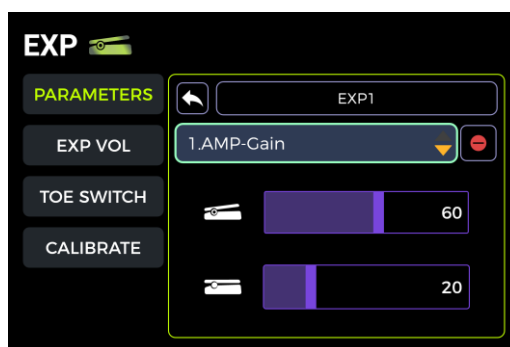 EXP
PARAMETERS
EXP VOL
TOE SWITCH
CALIBRATE
EXP1
1.AMP-Gain
60
20